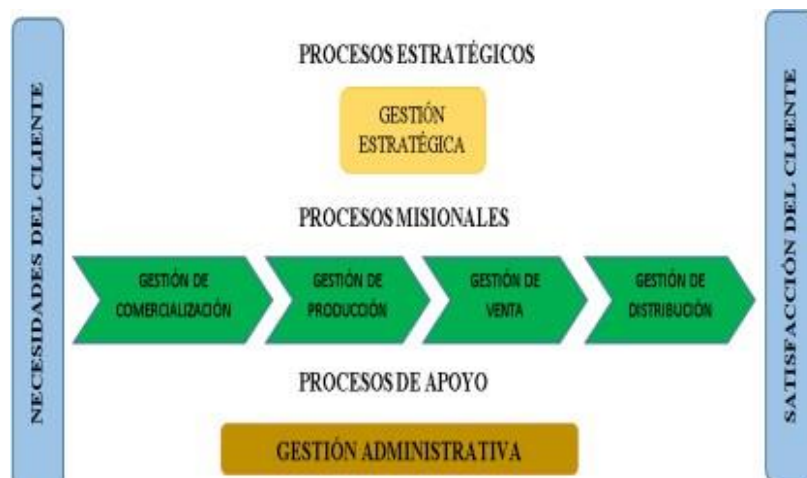 NECESIDADES DEL CLIENTE
PROCESOS ESTRATÉGICOS
GESTIÓN
ESTRATÉGICA
PROCESOS MISIONALES
GESTIÓN DE
COMERCIALIZACIÓN
GESTIÓN DE
PRODUCCIÓN
GESTIÓN DE
VENTA
GESTIÓN DE
DISTRIBUCIÓN
PROCESOS DE APOYO
GESTIÓN ADMINISTRATIVA
SATISFACCIÓN DEL CLIENTE